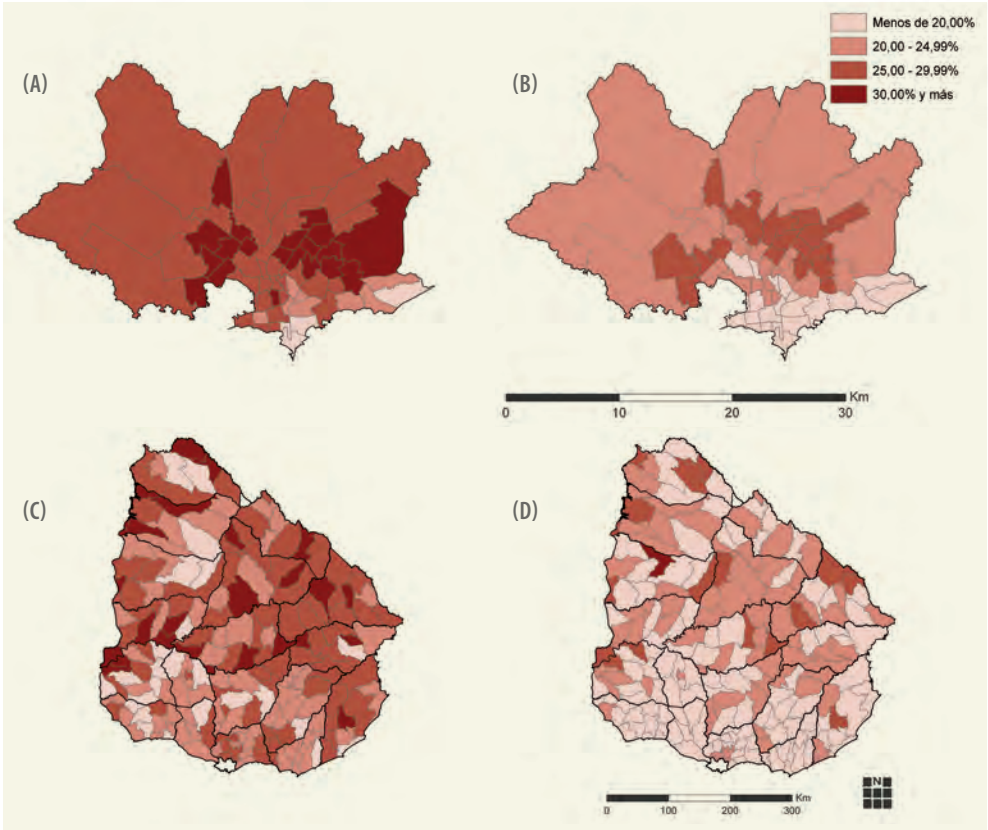 Menos de 20,00%
20,00 - 24,99%
25,00 - 29,99%
30,00% y más
(A)
(B)
Km
0 10 20 30
(C)
(D)
N
Km
0 100 200 300